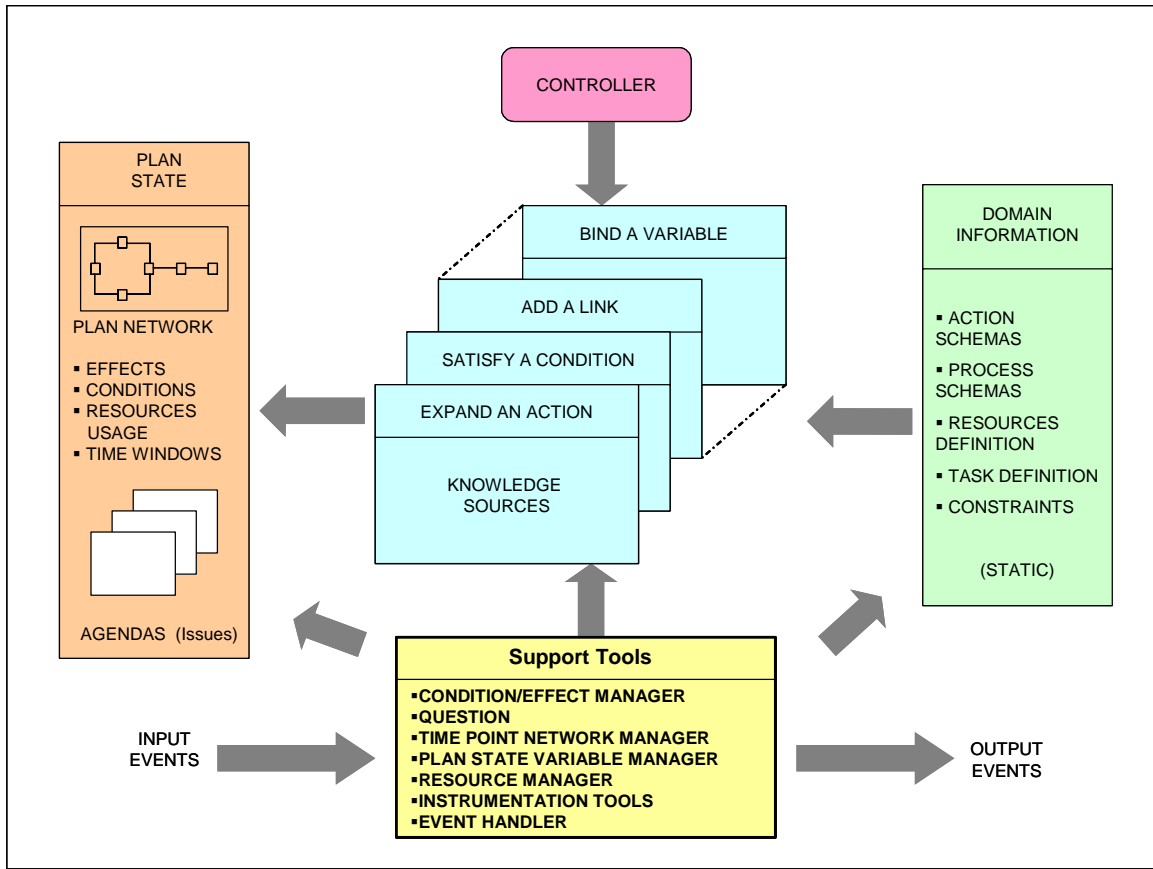 CONTROLLER
PLAN
STATE
PLAN NETWORK
▪ EFFECTS
▪ CONDITIONS
▪ RESOURCES
USAGE
▪ TIME WINDOWS
AGENDAS (Issues)
BIND A VARIABLE
ADD A LINK
SATISFY A CONDITION
EXPAND AN ACTION
KNOWLEDGE
SOURCES
DOMAIN
INFORMATION
▪ ACTION
SCHEMAS
▪ PROCESS
SCHEMAS
▪ RESOURCES
DEFINITION
▪ TASK DEFINITION
▪ CONSTRAINTS
(STATIC)
Support Tools
▪CONDITION/EFFECT MANAGER
▪QUESTION
▪TIME POINT NETWORK MANAGER
▪PLAN STATE VARIABLE MANAGER
▪RESOURCE MANAGER
▪INSTRUMENTATION TOOLS
▪EVENT HANDLER
INPUT
EVENTS
OUTPUT
EVENTS